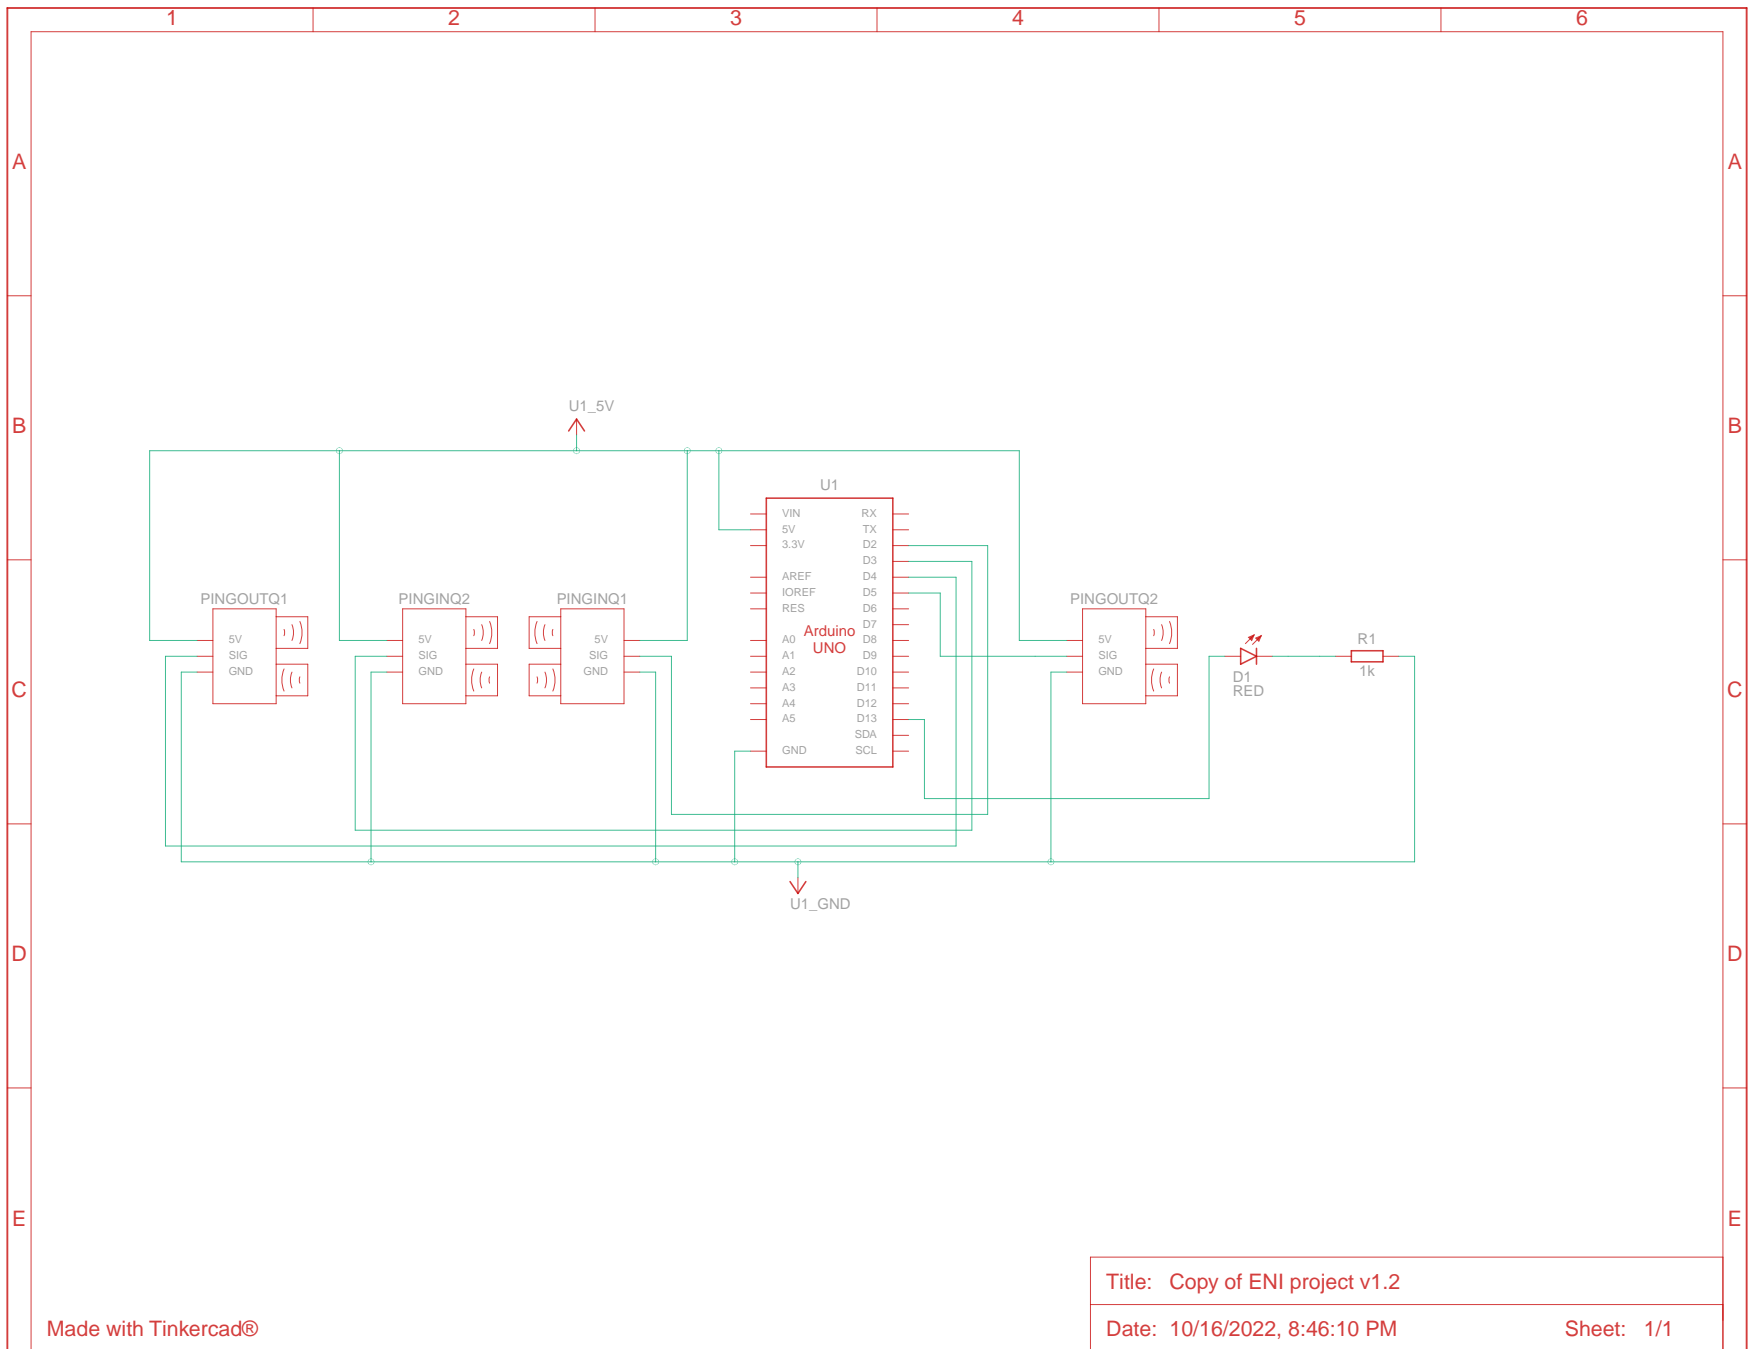 1 2 3 4 5 6
A A
B B
U1_5V
U1
VIN RX
5V TX
3.3V D2
D3
AREF D4
IOREF D5
RES D6
D7
A0 D8
A1 D9
A2 D10
A3 D11
A4 D12
A5 D13
SDA
GND SCL
Arduino
UNO
PINGOUTQ1
5V
SIG
GND
PINGINQ2
5V
SIG
GND
PINGINQ1
5V
SIG
GND
PINGOUTQ2
5V
SIG
GND
D1
RED
R1
1k
C C
U1_GND
D D
E E
Title: Copy of ENI project v1.2
Made with Tinkercad®
Date: 10/16/2022, 8:46:10 PM Sheet: 1/1